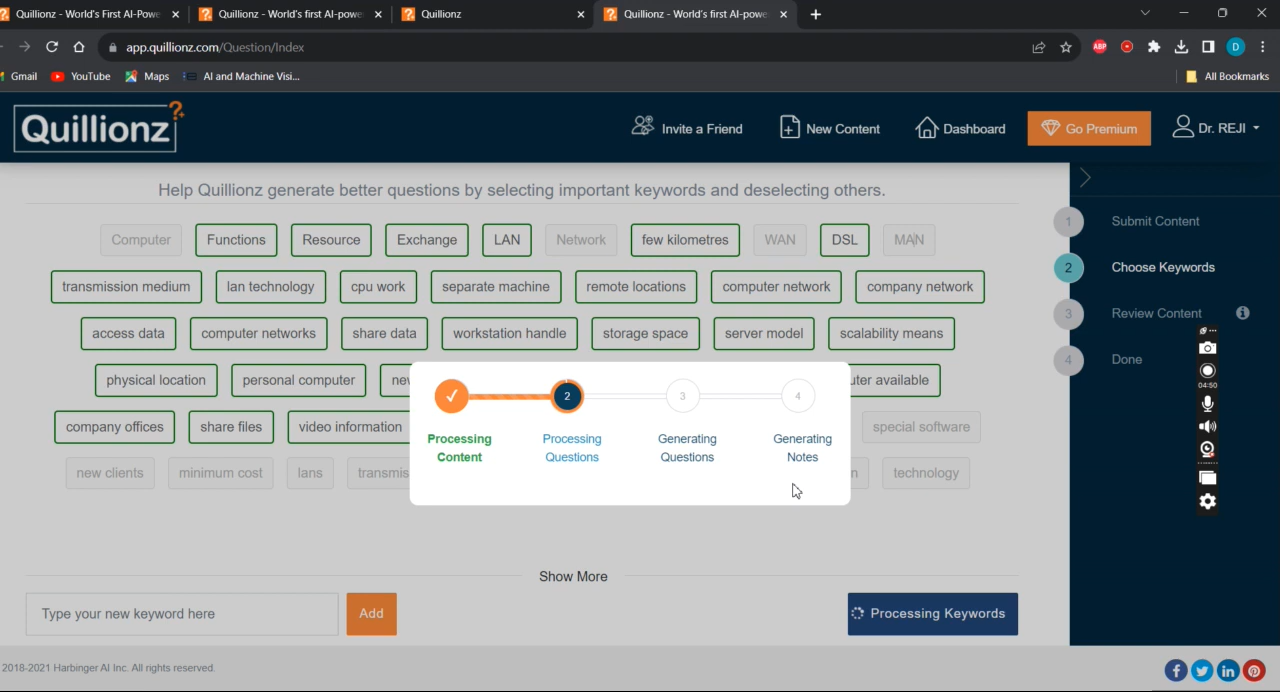 Quillionz - World's First AI-Powe
Quillionz - World's first AI-powe
Quillionz
Quillionz - World's first AI-powe
app.quillionz.com/Question/Index
ABP
D
Gmail
YouTube
Maps
AI and Machine Visi...
All Bookmarks
Quillionz
Invite a Friend
New Content
Dashboard
Go Premium
Dr. REJI
Help Quillionz generate better questions by selecting important keywords and deselecting others.
Computer Functions Resource Exchange LAN Network few kilometres WAN DSL MAN
transmission medium lan technology cpu work separate machine remote locations computer network company network
access data computer networks share data workstation handle storage space server model scalability means
physical location personal computer available
company offices share files video information special software
new clients minimum cost lans technology
1 Submit Content
2 Choose Keywords
3 Review Content
4 Done
04:50
2 3 4
Processing Content
Processing Questions
Generating Questions
Generating Notes
Show More
Type your new keyword here
Add
Processing Keywords
2018-2021 Harbinger AI Inc. All rights reserved.